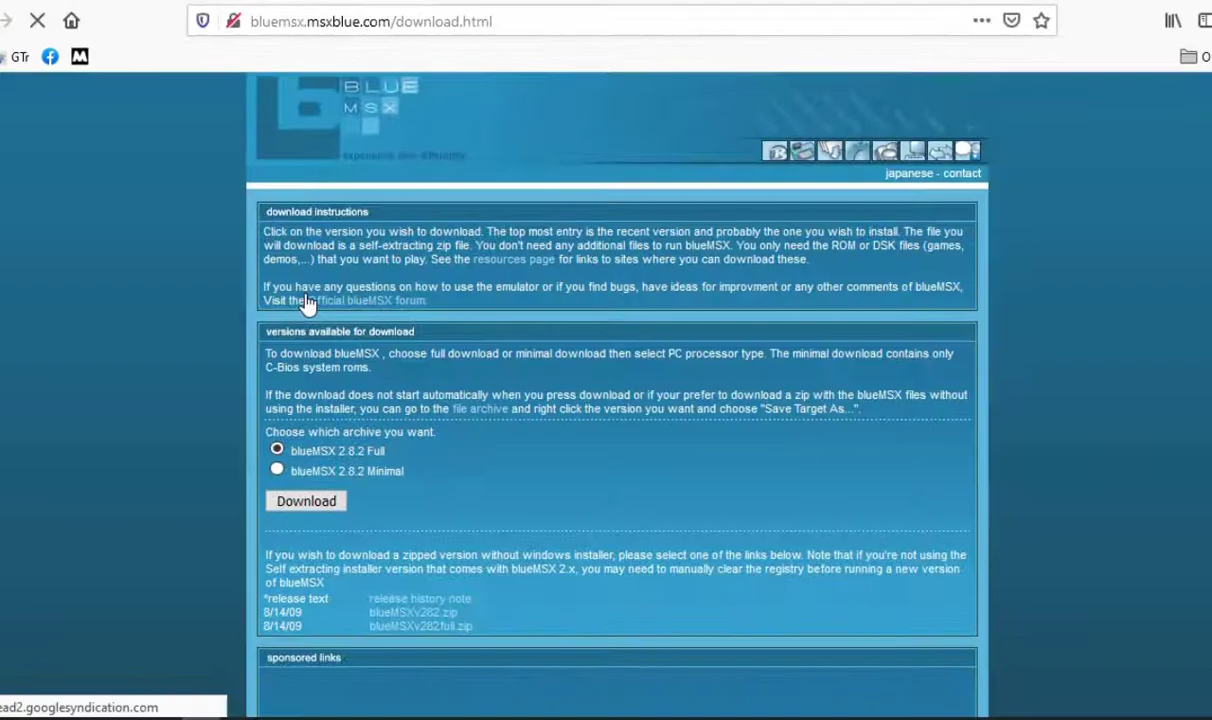 bluemsx.msxblue.com/download.html
GTr
BLUE
MSX
japanese - contact
download instructions
Click on the version you wish to download. The top most entry is the recent version and probably the one you wish to install. The file you
will download is a self-extracting zip file. You don't need any additional files to run blueMSX. You only need the ROM or DSK files (games,
demos,...) that you want to play. See the resources page for links to sites where you can download these.
If you have any questions on how to use the emulator or if you find bugs, have ideas for improvment or any other comments of blueMSX,
Visit the official blueMSX forum.
versions available for download
To download blueMSX , choose full download or minimal download then select PC processor type. The minimal download contains only
C-Bios system roms.
If the download does not start automatically when you press download or if your prefer to download a zip with the blueMSX files without
using the installer, you can go to the file archive and right click the version you want and choose "Save Target As...".
Choose which archive you want.
blueMSX 2.8.2 Full
blueMSX 2.8.2 Minimal
Download
If you wish to download a zipped version without windows installer, please select one of the links below. Note that if you're not using the
Self extracting installer version that comes with blueMSX 2.x, you may need to manually clear the registry before running a new version
of blueMSX
*release text release history note
8/14/09 blueMSXv282.zip
8/14/09 blueMSXv282full.zip
sponsored links
ead2.googlesyndication.com